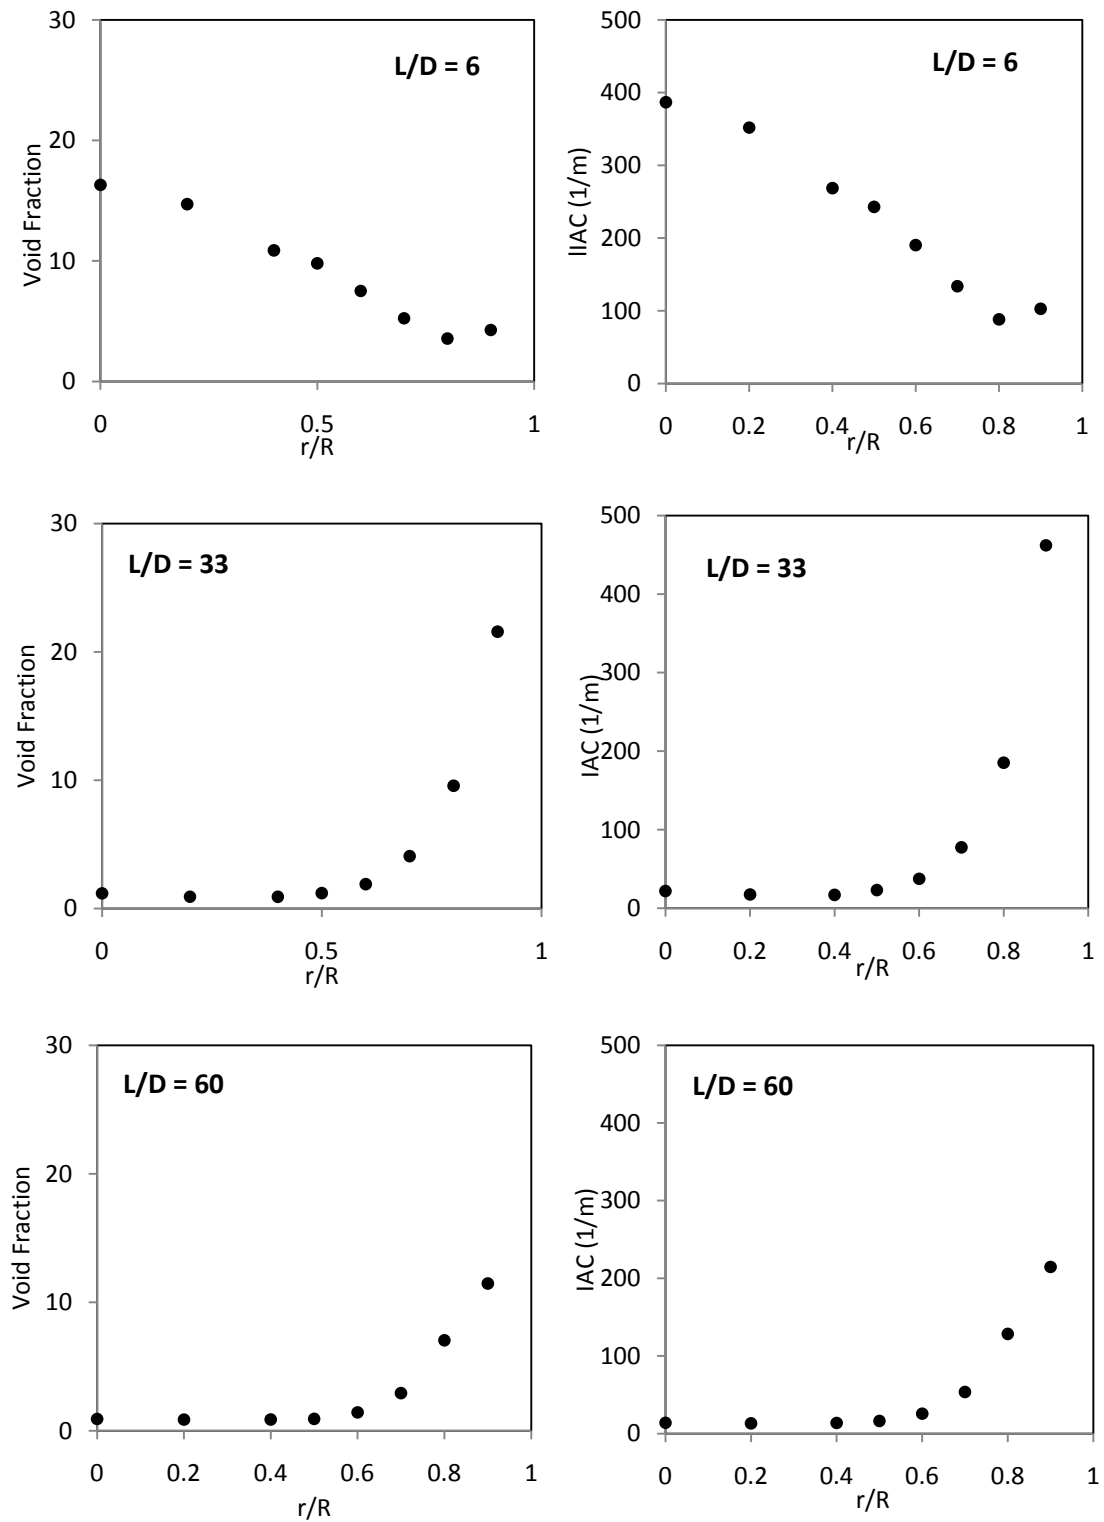 30
20
10
0
Void Fraction
L/D = 6
0 0.5 1
r/R
500
400
300
200
100
0
IIAC (1/m)
L/D = 6
0 0.2 0.4 0.6 0.8 1
r/R
30
20
10
0
Void Fraction
L/D = 33
0 0.5 1
r/R
500
400
300
200
100
0
IAC (1/m)
L/D = 33
0 0.2 0.4 0.6 0.8 1
r/R
30
20
10
0
Void Fraction
L/D = 60
0 0.2 0.4 0.6 0.8 1
r/R
500
400
300
200
100
0
IAC (1/m)
L/D = 60
0 0.2 0.4 0.6 0.8 1
r/R